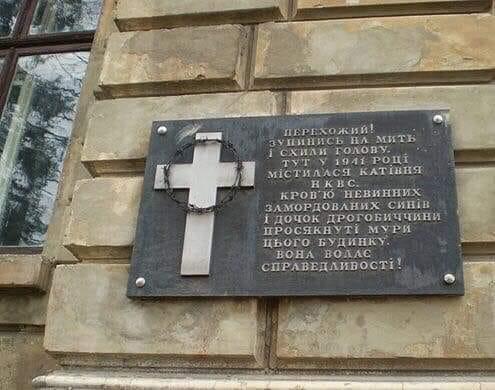 ПЕРЕХОЖИЙ!
ЗУПИНИСЬ НА МИТЬ
І СХИЛИ ГОЛОВУ.
ТУТ У 1941 РОЦІ
МІСТИЛАСЯ КАТІВНЯ
НКВС.
КРОВ'Ю НЕВИННИХ
ЗАМОРДОВАНИХ СИНІВ
І ДОЧОК ДРОГОБИЧЧИНИ
ПРОСЯКНУТІ МУРИ
ЦЬОГО БУДИНКУ.
ВОНА ВОЛАЄ
СПРАВЕДЛИВОСТІ!